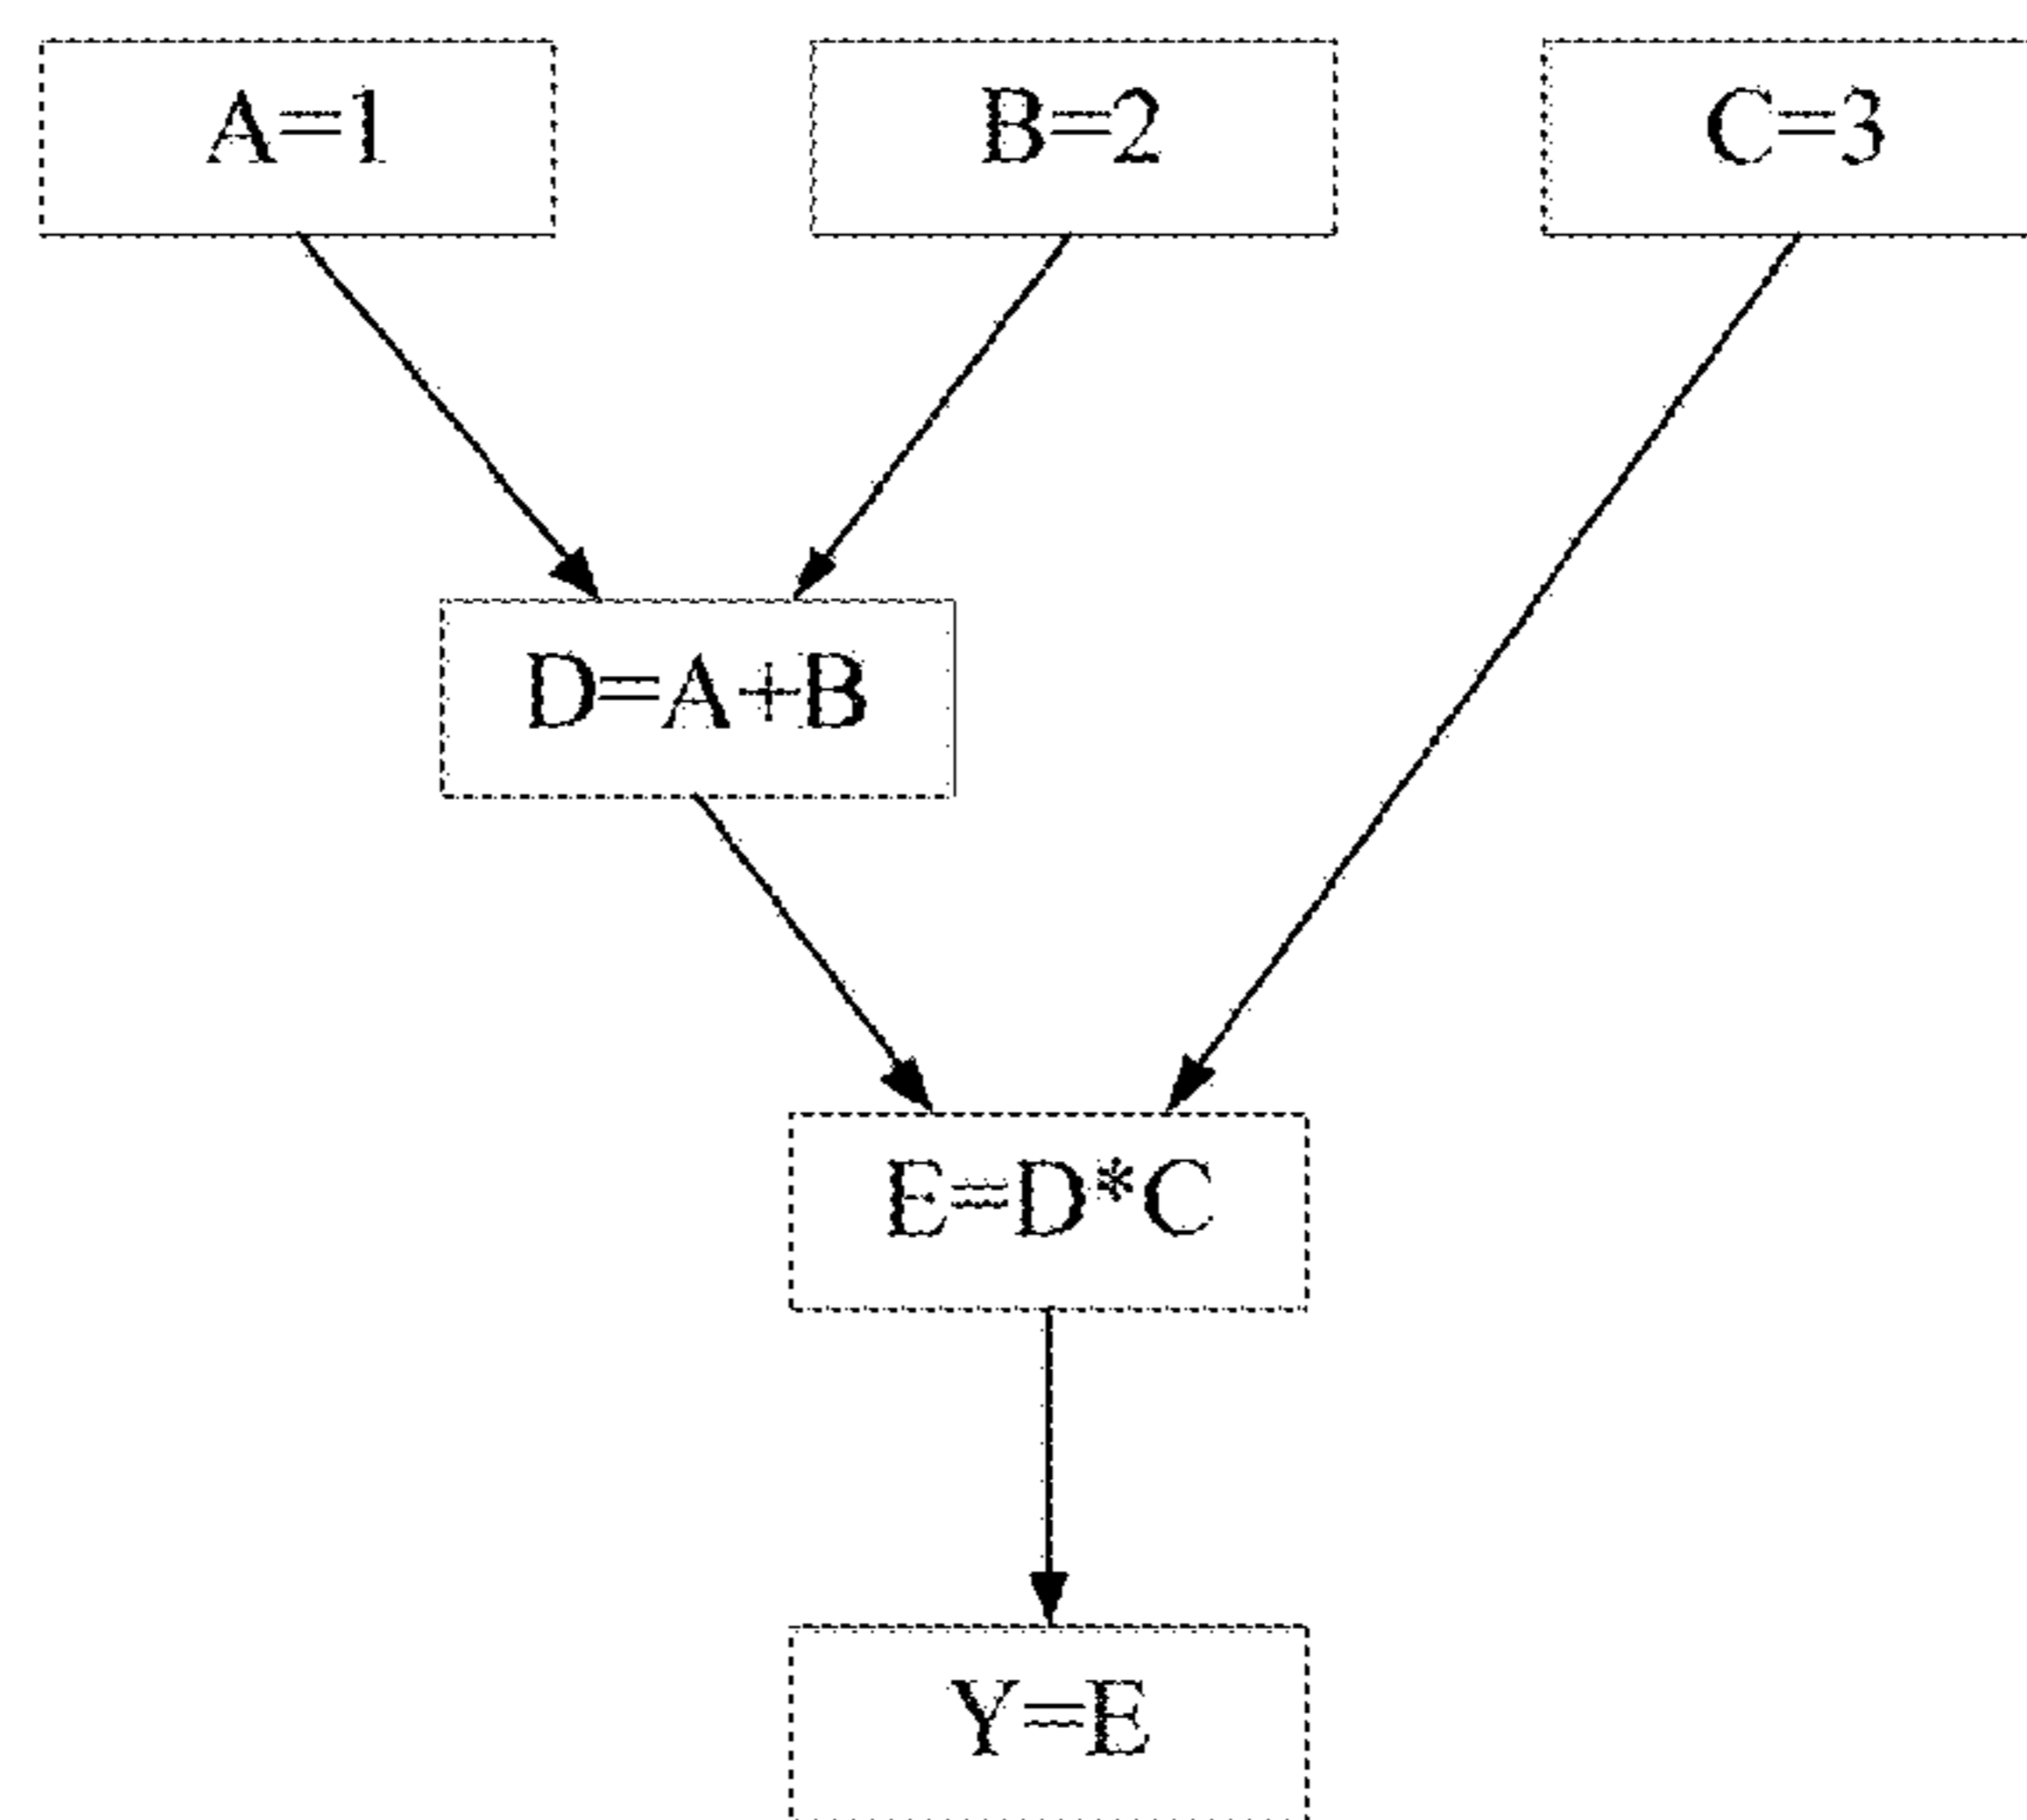 A=1
B=2
C=3
D=A+B
E=D*C
Y=E